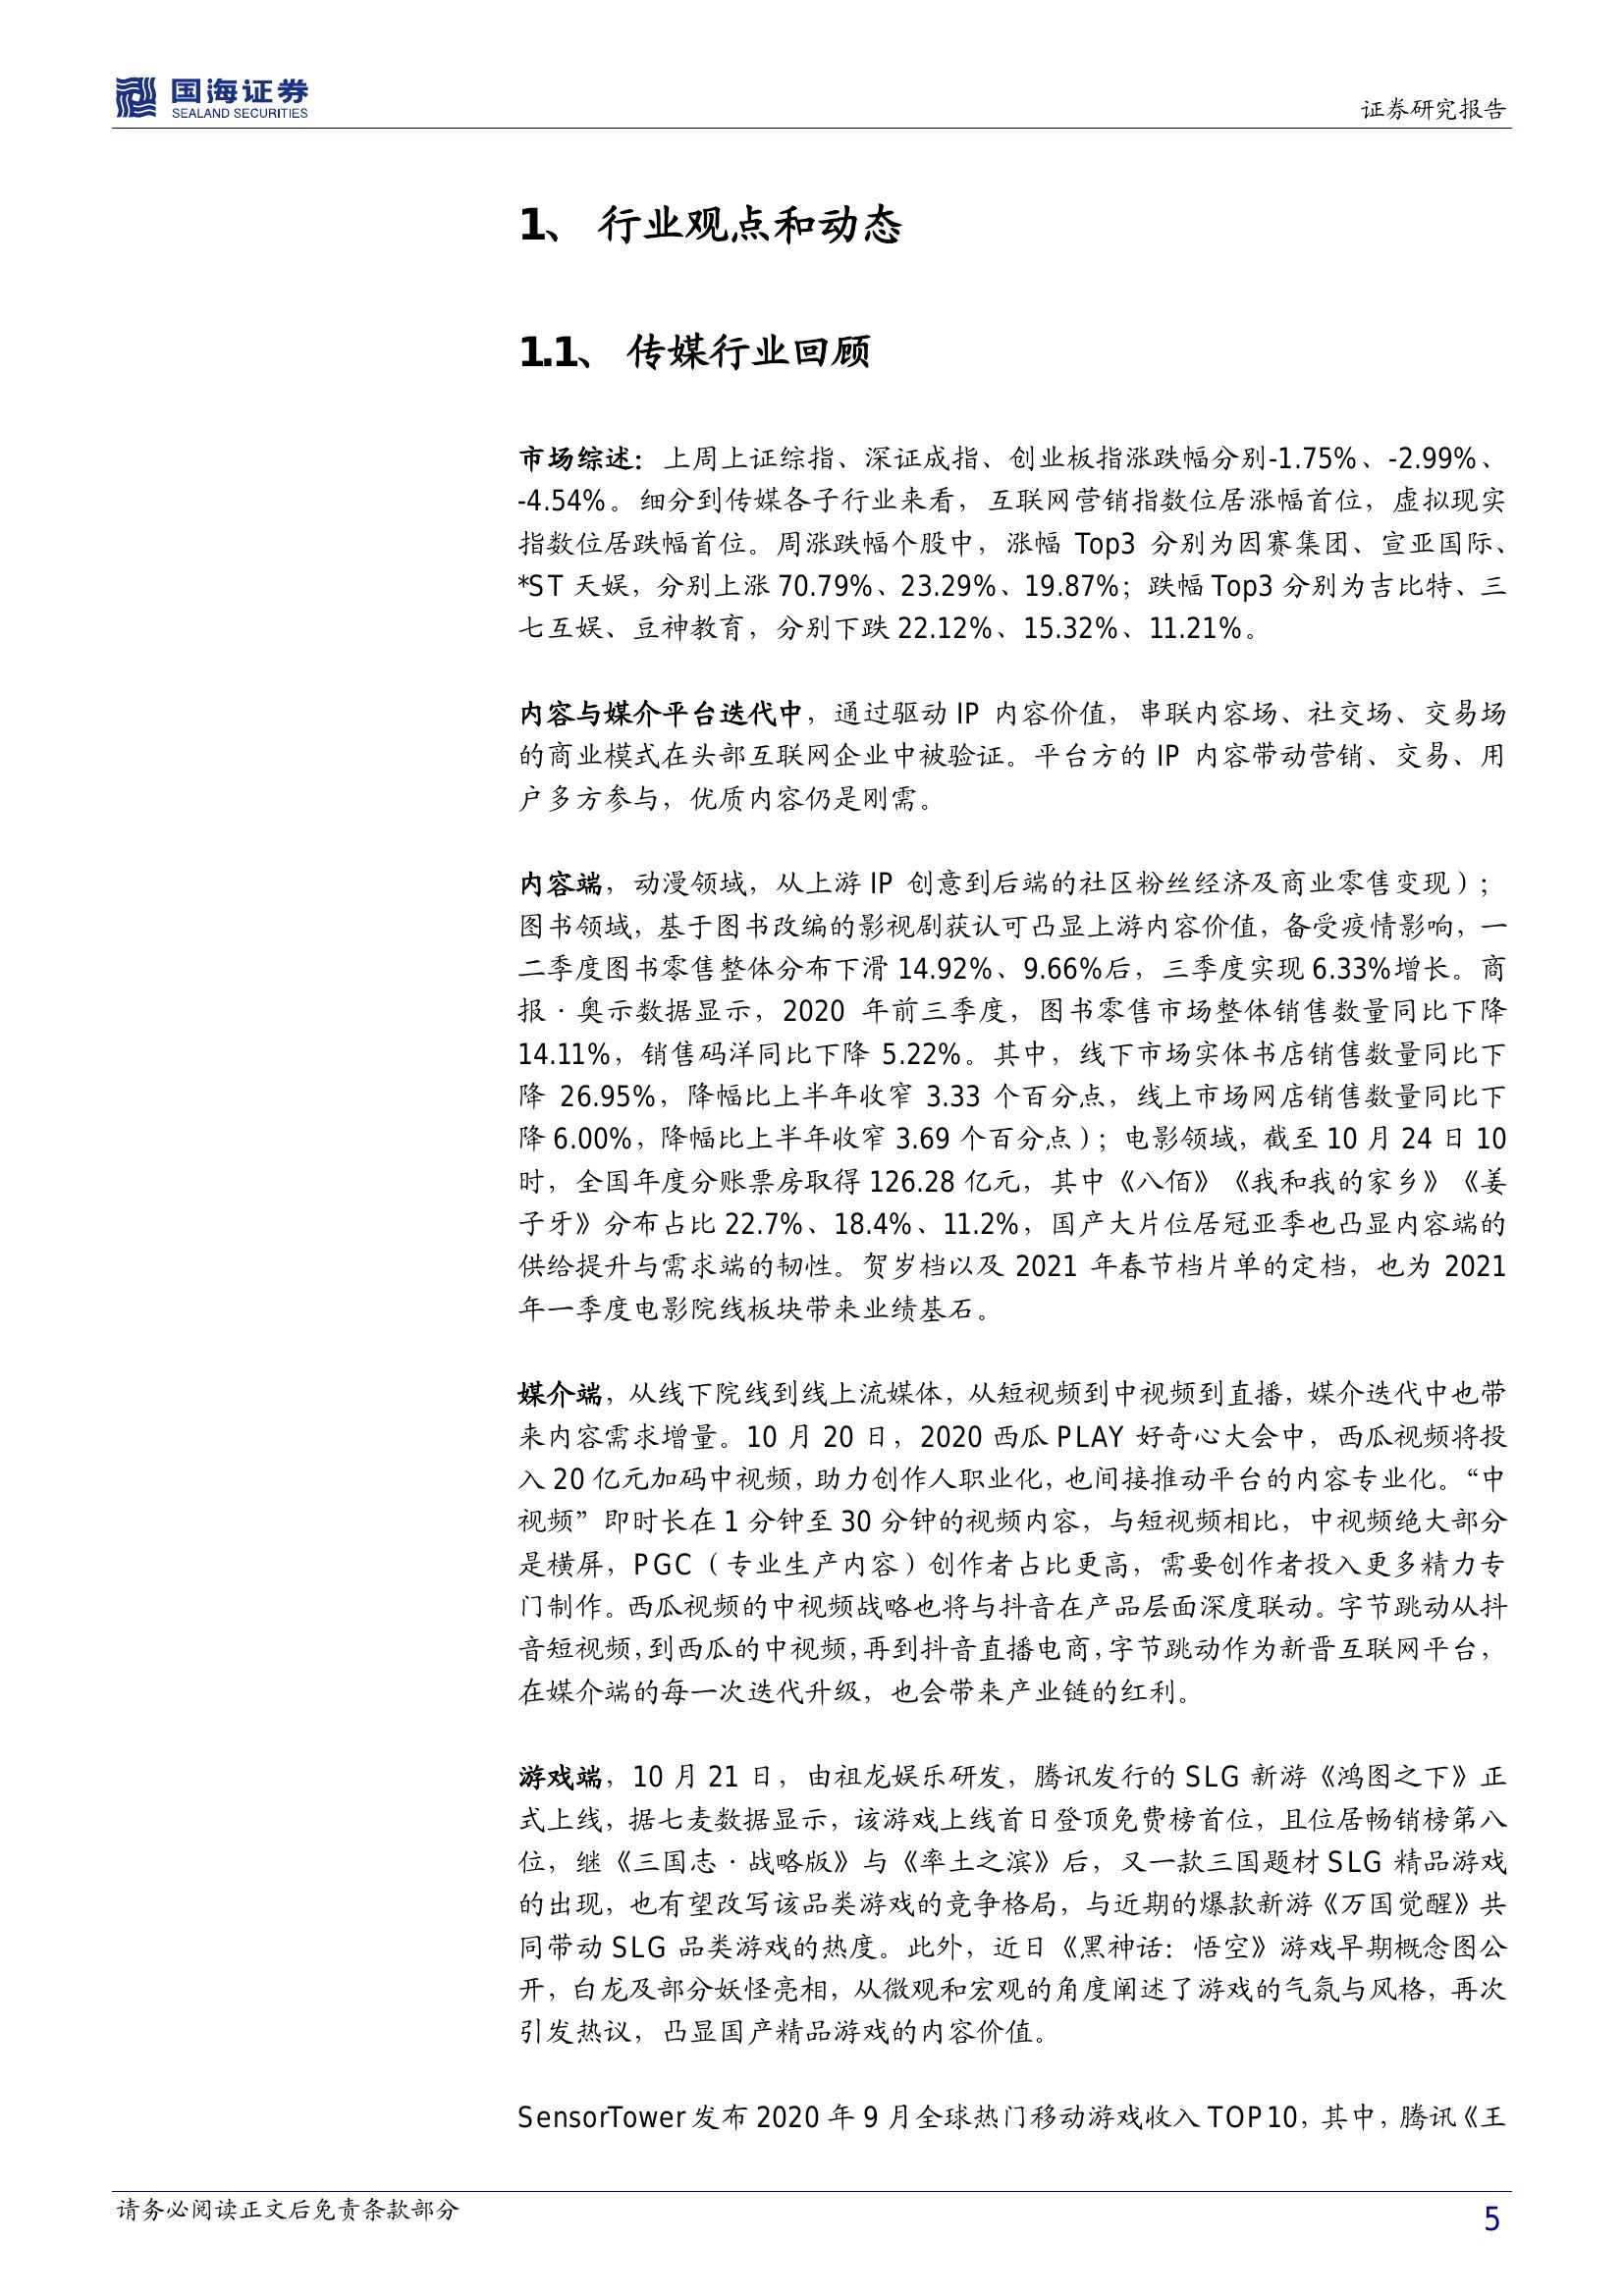 国海证券
SEALAND SECURITIES
证券研究报告
1、 行业观点和动态
1.1、 传媒行业回顾
市场综述：上周上证综指、深证成指、创业板指涨跌幅分别-1.75%、-2.99%、
-4.54%。细分到传媒各子行业来看，互联网营销指数位居涨幅首位，虚拟现实
指数位居跌幅首位。周涨跌幅个股中，涨幅 Top3 分别为因赛集团、宣亚国际、
*ST 天娱，分别上涨 70.79%、23.29%、19.87%；跌幅 Top3 分别为吉比特、三
七互娱、豆神教育，分别下跌 22.12%、15.32%、11.21%。
内容与媒介平台迭代中，通过驱动 IP 内容价值，串联内容场、社交场、交易场
的商业模式在头部互联网企业中被验证。平台方的 IP 内容带动营销、交易、用
户多方参与，优质内容仍是刚需。
内容端，动漫领域，从上游 IP 创意到后端的社区粉丝经济及商业零售变现）；
图书领域，基于图书改编的影视剧获认可凸显上游内容价值，备受疫情影响，一
二季度图书零售整体分布下滑 14.92%、9.66%后，三季度实现 6.33%增长。商
报·奥示数据显示，2020 年前三季度，图书零售市场整体销售数量同比下降
14.11%，销售码洋同比下降 5.22%。其中，线下市场实体书店销售数量同比下
降 26.95%，降幅比上半年收窄 3.33 个百分点，线上市场网店销售数量同比下
降 6.00%，降幅比上半年收窄 3.69 个百分点）；电影领域，截至 10 月 24 日 10
时，全国年度分账票房取得 126.28 亿元，其中《八佰》《我和我的家乡》《姜
子牙》分布占比 22.7%、18.4%、11.2%，国产大片位居冠亚季也凸显内容端的
供给提升与需求端的韧性。贺岁档以及 2021 年春节档片单的定档，也为 2021
年一季度电影院线板块带来业绩基石。
媒介端，从线下院线到线上流媒体，从短视频到中视频到直播，媒介迭代中也带
来内容需求增量。10 月 20 日，2020 西瓜 PLAY 好奇心大会中，西瓜视频将投
入 20 亿元加码中视频，助力创作人职业化，也间接推动平台的内容专业化。“中
视频”即时长在 1 分钟至 30 分钟的视频内容，与短视频相比，中视频绝大部分
是横屏，PGC（专业生产内容）创作者占比更高，需要创作者投入更多精力专
门制作。西瓜视频的中视频战略也将与抖音在产品层面深度联动。字节跳动从抖
音短视频，到西瓜的中视频，再到抖音直播电商，字节跳动作为新晋互联网平台，
在媒介端的每一次迭代升级，也会带来产业链的红利。
游戏端，10 月 21 日，由祖龙娱乐研发，腾讯发行的 SLG 新游《鸿图之下》正
式上线，据七麦数据显示，该游戏上线首日登顶免费榜首位，且位居畅销榜第八
位，继《三国志·战略版》与《率土之滨》后，又一款三国题材 SLG 精品游戏
的出现，也有望改写该品类游戏的竞争格局，与近期的爆款新游《万国觉醒》共
同带动 SLG 品类游戏的热度。此外，近日《黑神话：悟空》游戏早期概念图公
开，白龙及部分妖怪亮相，从微观和宏观的角度阐述了游戏的气氛与风格，再次
引发热议，凸显国产精品游戏的内容价值。
SensorTower 发布 2020 年 9 月全球热门移动游戏收入 TOP10，其中，腾讯《王
请务必阅读正文后免责条款部分
5